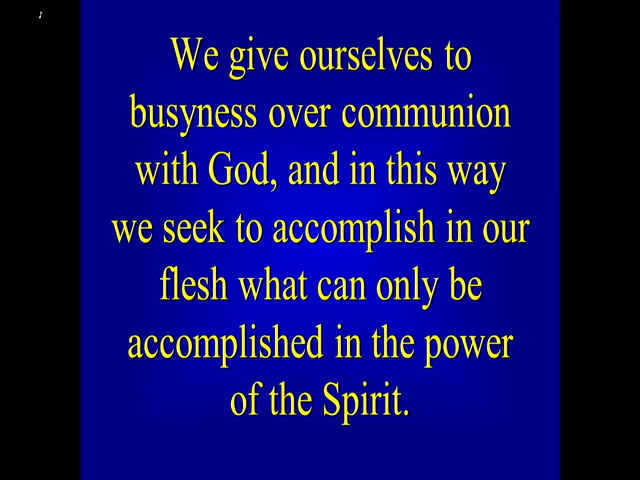 We give ourselves to
busyness over communion
with God, and in this way
we seek to accomplish in our
flesh what can only be
accomplished in the power
of the Spirit.